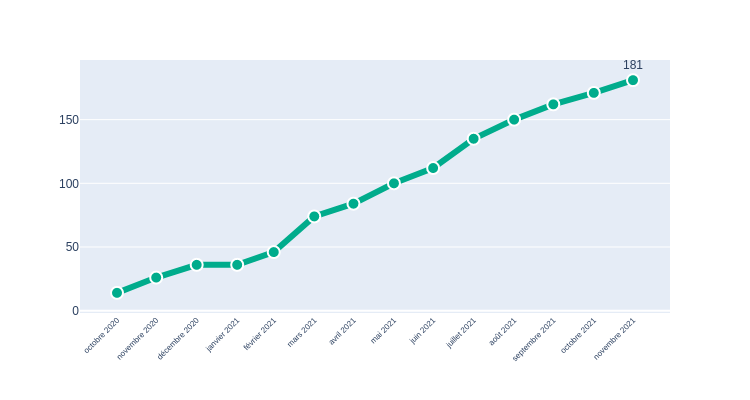 181
150
100
50
0
octobre 2020
novembre 2020
décembre 2020
janvier 2021
février 2021
mars 2021
avril 2021
mai 2021
juin 2021
juillet 2021
août 2021
septembre 2021
octobre 2021
novembre 2021